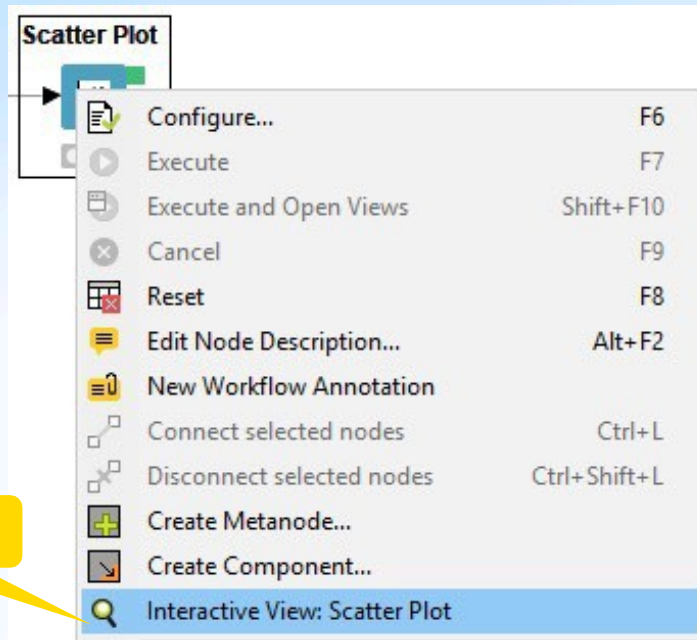 Scatter Plot
Configure... F6
Execute F7
Execute and Open Views Shift+F10
Cancel F9
Reset F8
Edit Node Description... Alt+F2
New Workflow Annotation
Connect selected nodes Ctrl+L
Disconnect selected nodes Ctrl+Shift+L
Create Metanode...
Create Component...
Interactive View: Scatter Plot